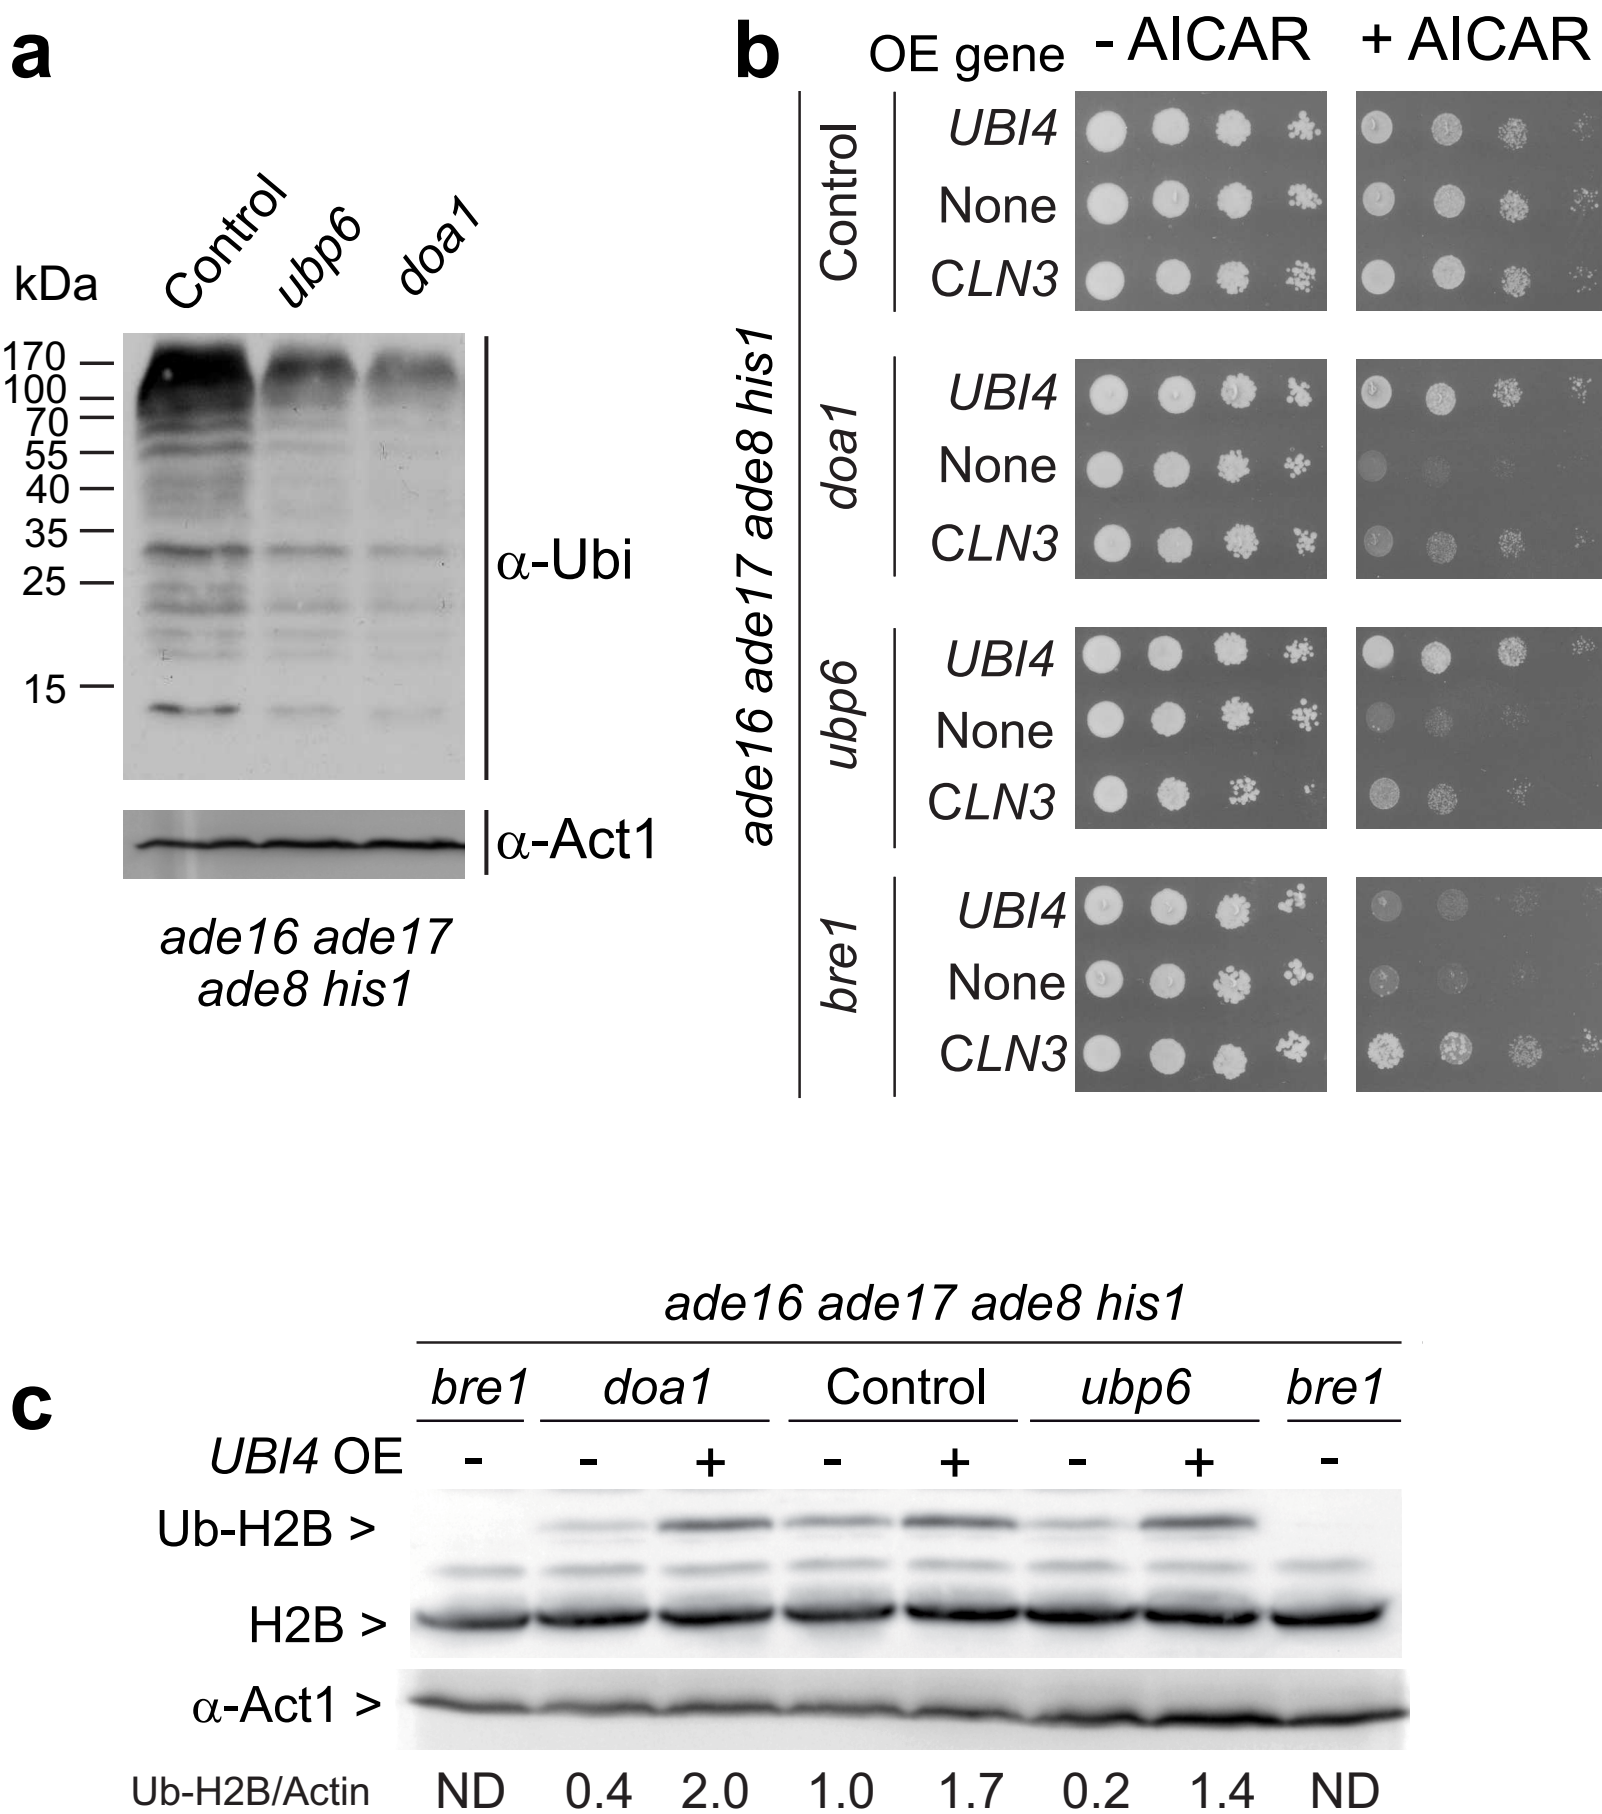 a
Control
ubp6
doa1
kDa
170
100
70
55
40
35
25
15
α-Ubi
α-Act1
ade16 ade17
ade8 his1
b
OE gene - AICAR + AICAR
ade16 ade17 ade8 his1
Control
UBI4
None
CLN3
doa1
UBI4
None
CLN3
ubp6
UBI4
None
CLN3
bre1
UBI4
None
CLN3
c
ade16 ade17 ade8 his1
bre1 doa1 Control ubp6 bre1
UBI4 OE - - + - + - + -
Ub-H2B >
H2B >
α-Act1 >
Ub-H2B/Actin ND 0.4 2.0 1.0 1.7 0.2 1.4 ND